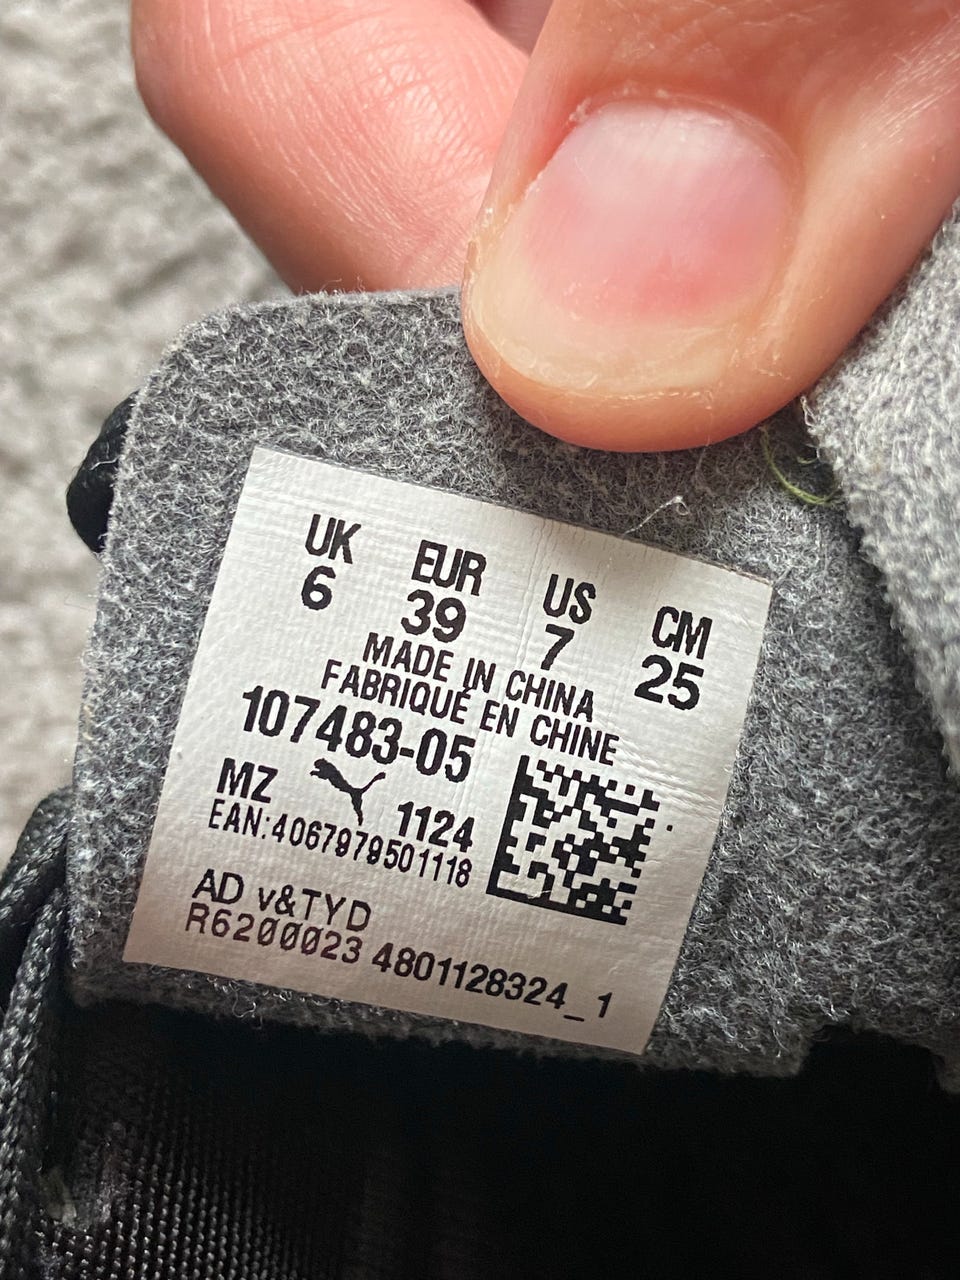 UK EUR US CM
6 39 7 25
MADE IN CHINA
FABRIQUÉ EN CHINE
107483-05
MZ 1124
EAN:4067979501118
AD v&TYD
R6200023 4801128324_1